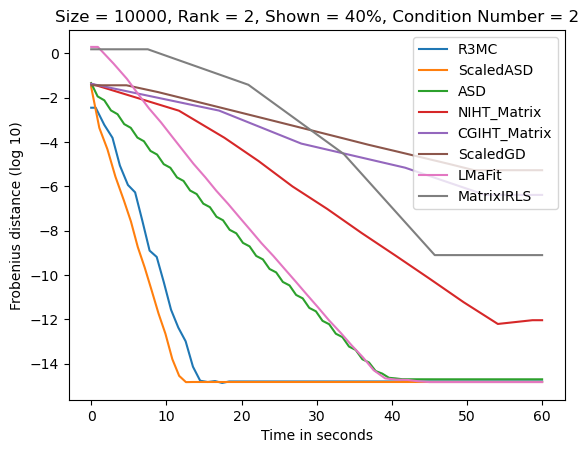 Size = 10000, Rank = 2, Shown = 40%, Condition Number = 2
R3MC
ScaledASD
ASD
NIHT_Matrix
CGIHT_Matrix
ScaledGD
LMaFit
MatrixIRLS
Frobenius distance (log 10)
0
−2
−4
−6
−8
−10
−12
−14
0 10 20 30 40 50 60
Time in seconds